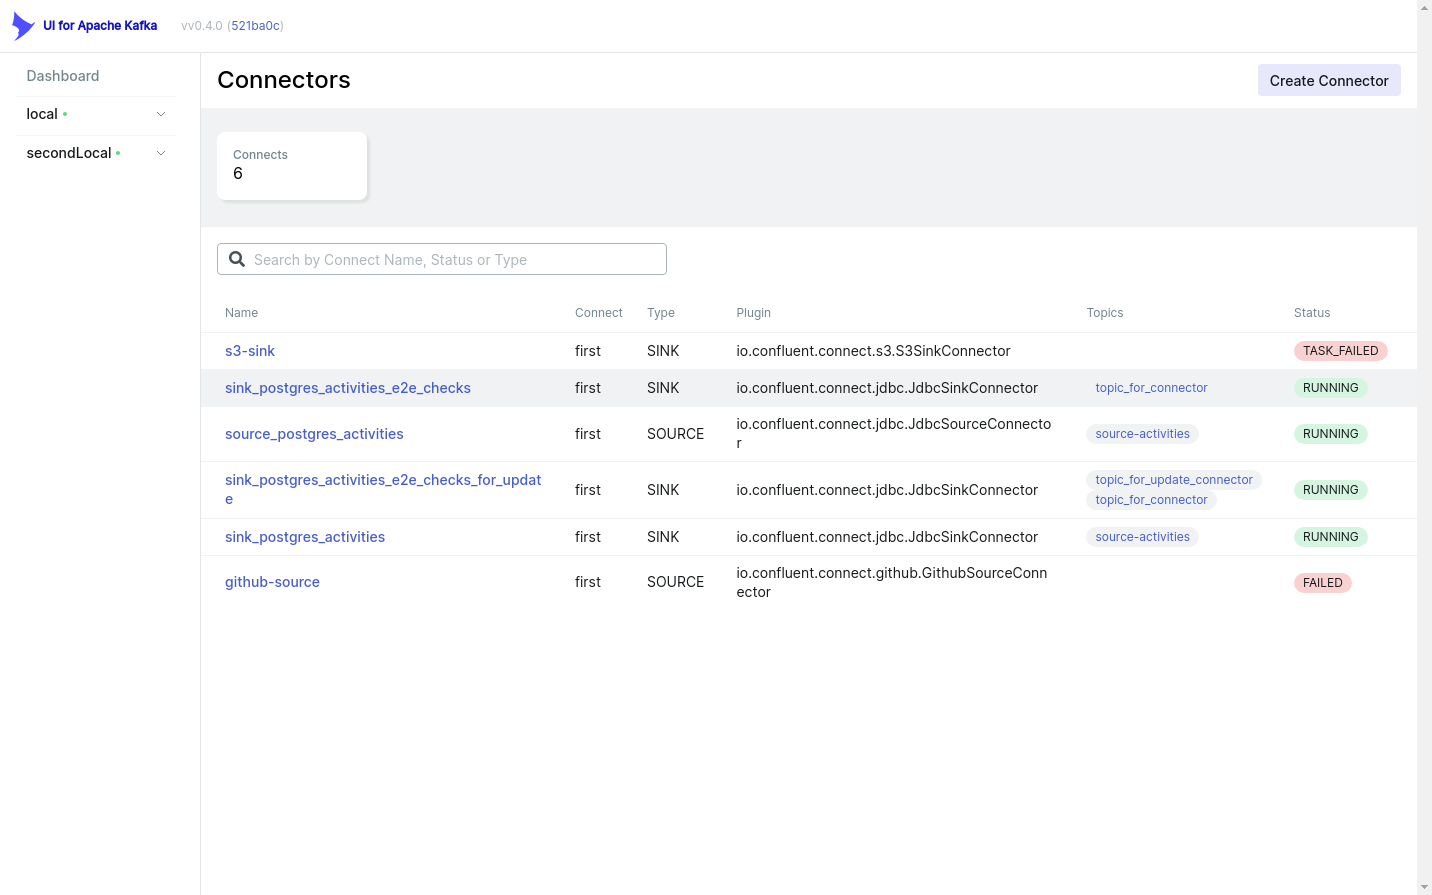 UI for Apache Kafka vv0.4.0 (521ba0c)
Dashboard
local
secondLocal
Connectors
Create Connector
Connects
6
Search by Connect Name, Status or Type
Name Connect Type Plugin Topics Status
s3-sink first SINK io.confluent.connect.s3.S3SinkConnector TASK_FAILED
sink_postgres_activities_e2e_checks first SINK io.confluent.connect.jdbc.JdbcSinkConnector topic_for_connector RUNNING
source_postgres_activities first SOURCE io.confluent.connect.jdbc.JdbcSourceConnecto
r source-activities RUNNING
sink_postgres_activities_e2e_checks_for_updat
e first SINK io.confluent.connect.jdbc.JdbcSinkConnector topic_for_update_connector
topic_for_connector RUNNING
sink_postgres_activities first SINK io.confluent.connect.jdbc.JdbcSinkConnector source-activities RUNNING
github-source first SOURCE io.confluent.connect.github.GithubSourceConn
ector FAILED